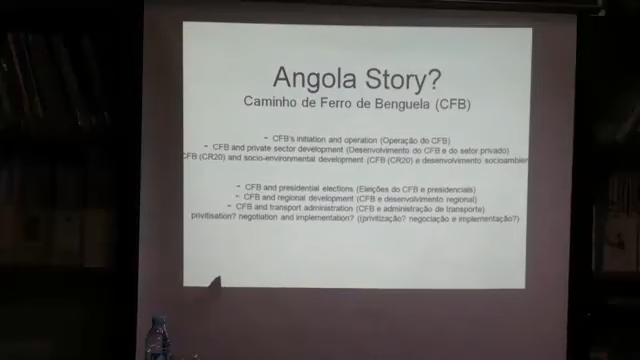 Angola Story?
Caminho de Ferro de Benguela (CFB)
- CFB's initiation and operation (Operação do CFB)
- CFB and private sector development (Desenvolvimento do CFB e do setor privado)
CFB (CR20) and socio-environmental development (CFB (CR20) e desenvolvimento socioambien
- CFB and presidential elections (Eleições do CFB e presidenciais)
- CFB and regional development (CFB e desenvolvimento regional)
- CFB and transport administration (CFB e administração de transporte)
privitisation? negotiation and implementation? ((privitização? negociação e implementação?)